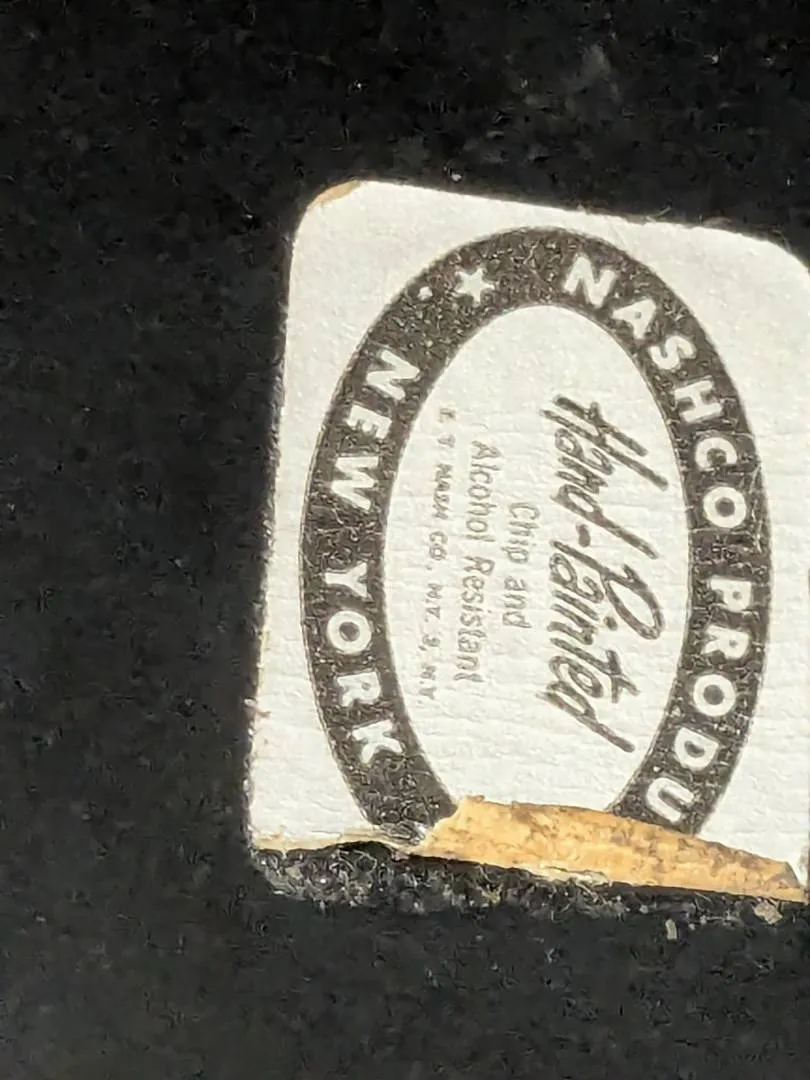 NASHCO PRODU
Hand-Painted
Chip and
Alcohol Resistant
NASH CO. N.Y. 3, N.Y.
NEW YORK